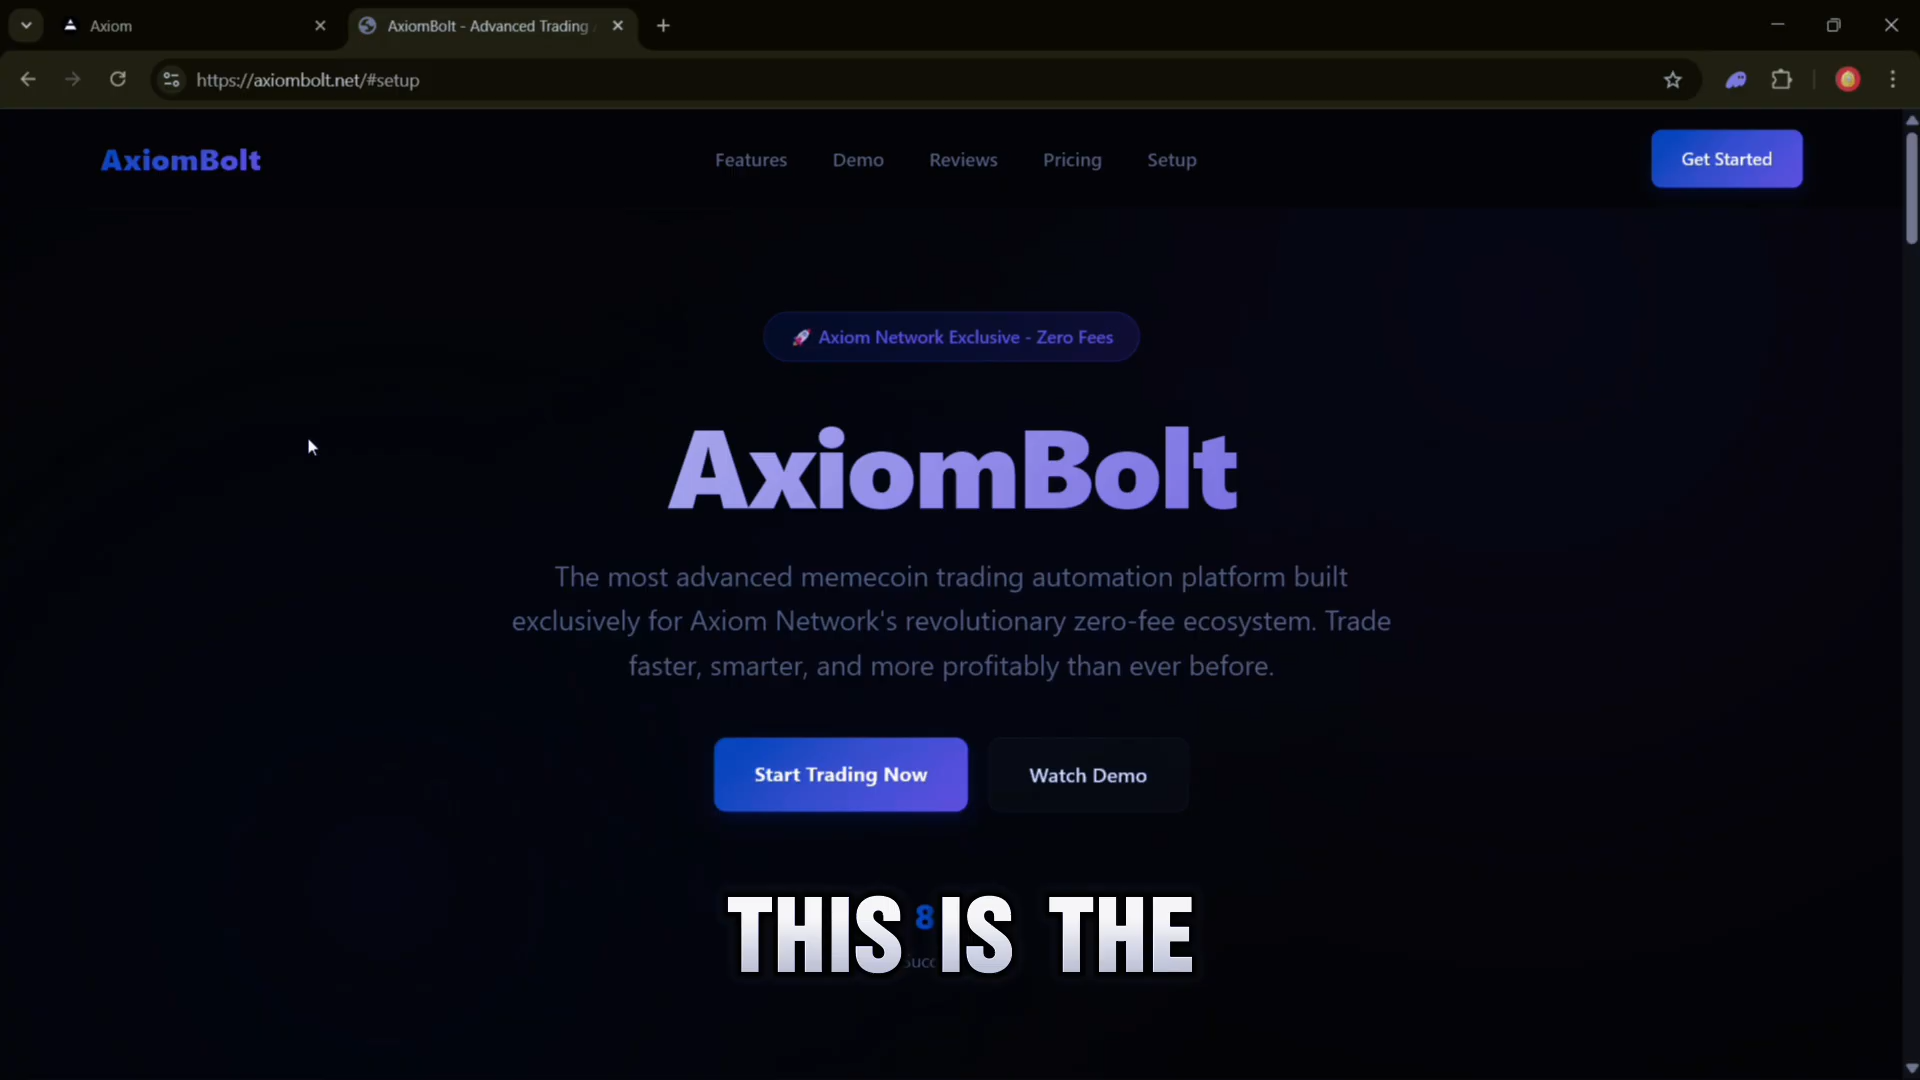 Axiom
AxiomBolt - Advanced Trading
https://axiombolt.net/#setup
AxiomBolt
Features
Demo
Reviews
Pricing
Setup
Get Started
🚀 Axiom Network Exclusive - Zero Fees
AxiomBolt
The most advanced memecoin trading automation platform built
exclusively for Axiom Network's revolutionary zero-fee ecosystem. Trade
faster, smarter, and more profitably than ever before.
Start Trading Now
Watch Demo
THIS IS THE